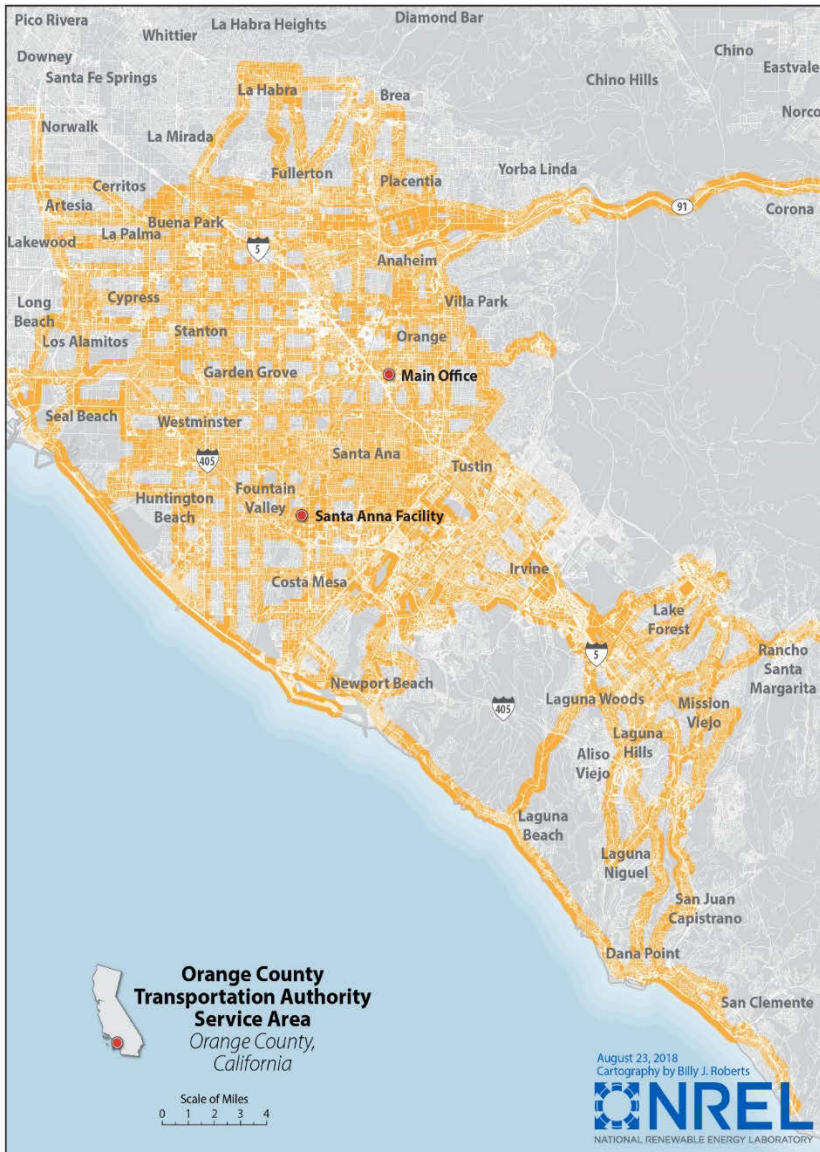 Pico Rivera
La Habra Heights
Diamond Bar
Whittier
Downey
Chino
Santa Fe Springs
Chino Hills
Eastvale
La Habra
Brea
Norco
Norwalk
La Mirada
Fullerton
Yorba Linda
Cerritos
Placentia
Artesia
91
Corona
Buena Park
La Palma
Lakewood
5
Anaheim
Cypress
Villa Park
Long
Beach
Stanton
Orange
Los Alamitos
Garden Grove
Main Office
Seal Beach
Westminster
Santa Ana
405
Tustin
Huntington
Beach
Fountain
Valley
Santa Anna Facility
Costa Mesa
Irvine
Lake
Forest
5
Rancho
Santa
Margarita
Newport Beach
405
Laguna Woods
Mission
Viejo
Laguna
Hills
Aliso
Viejo
Laguna
Beach
Laguna
Niguel
San Juan
Capistrano
Dana Point
San Clemente
Orange County
Transportation Authority
Service Area
Orange County,
California
Scale of Miles
0 1 2 3 4
August 23, 2018
Cartography by Billy J. Roberts
NREL
NATIONAL RENEWABLE ENERGY LABORATORY